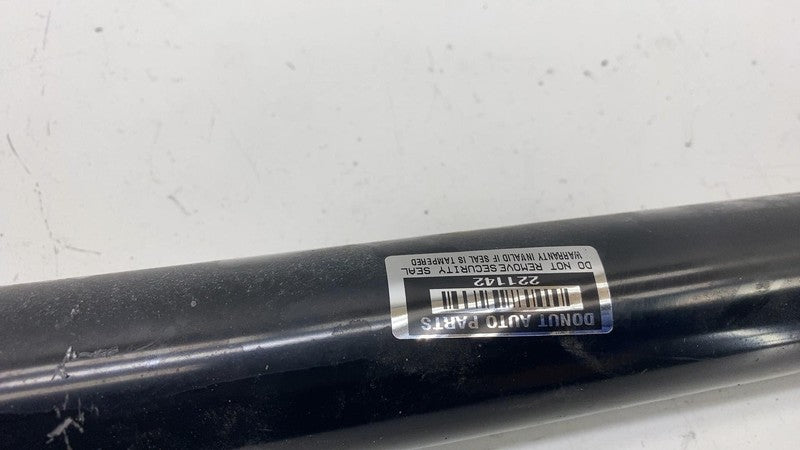 DONUT AUTO PARTS
221142
DO NOT REMOVE SECURITY SEAL
WARRANTY INVALID IF SEAL IS TAMPERED